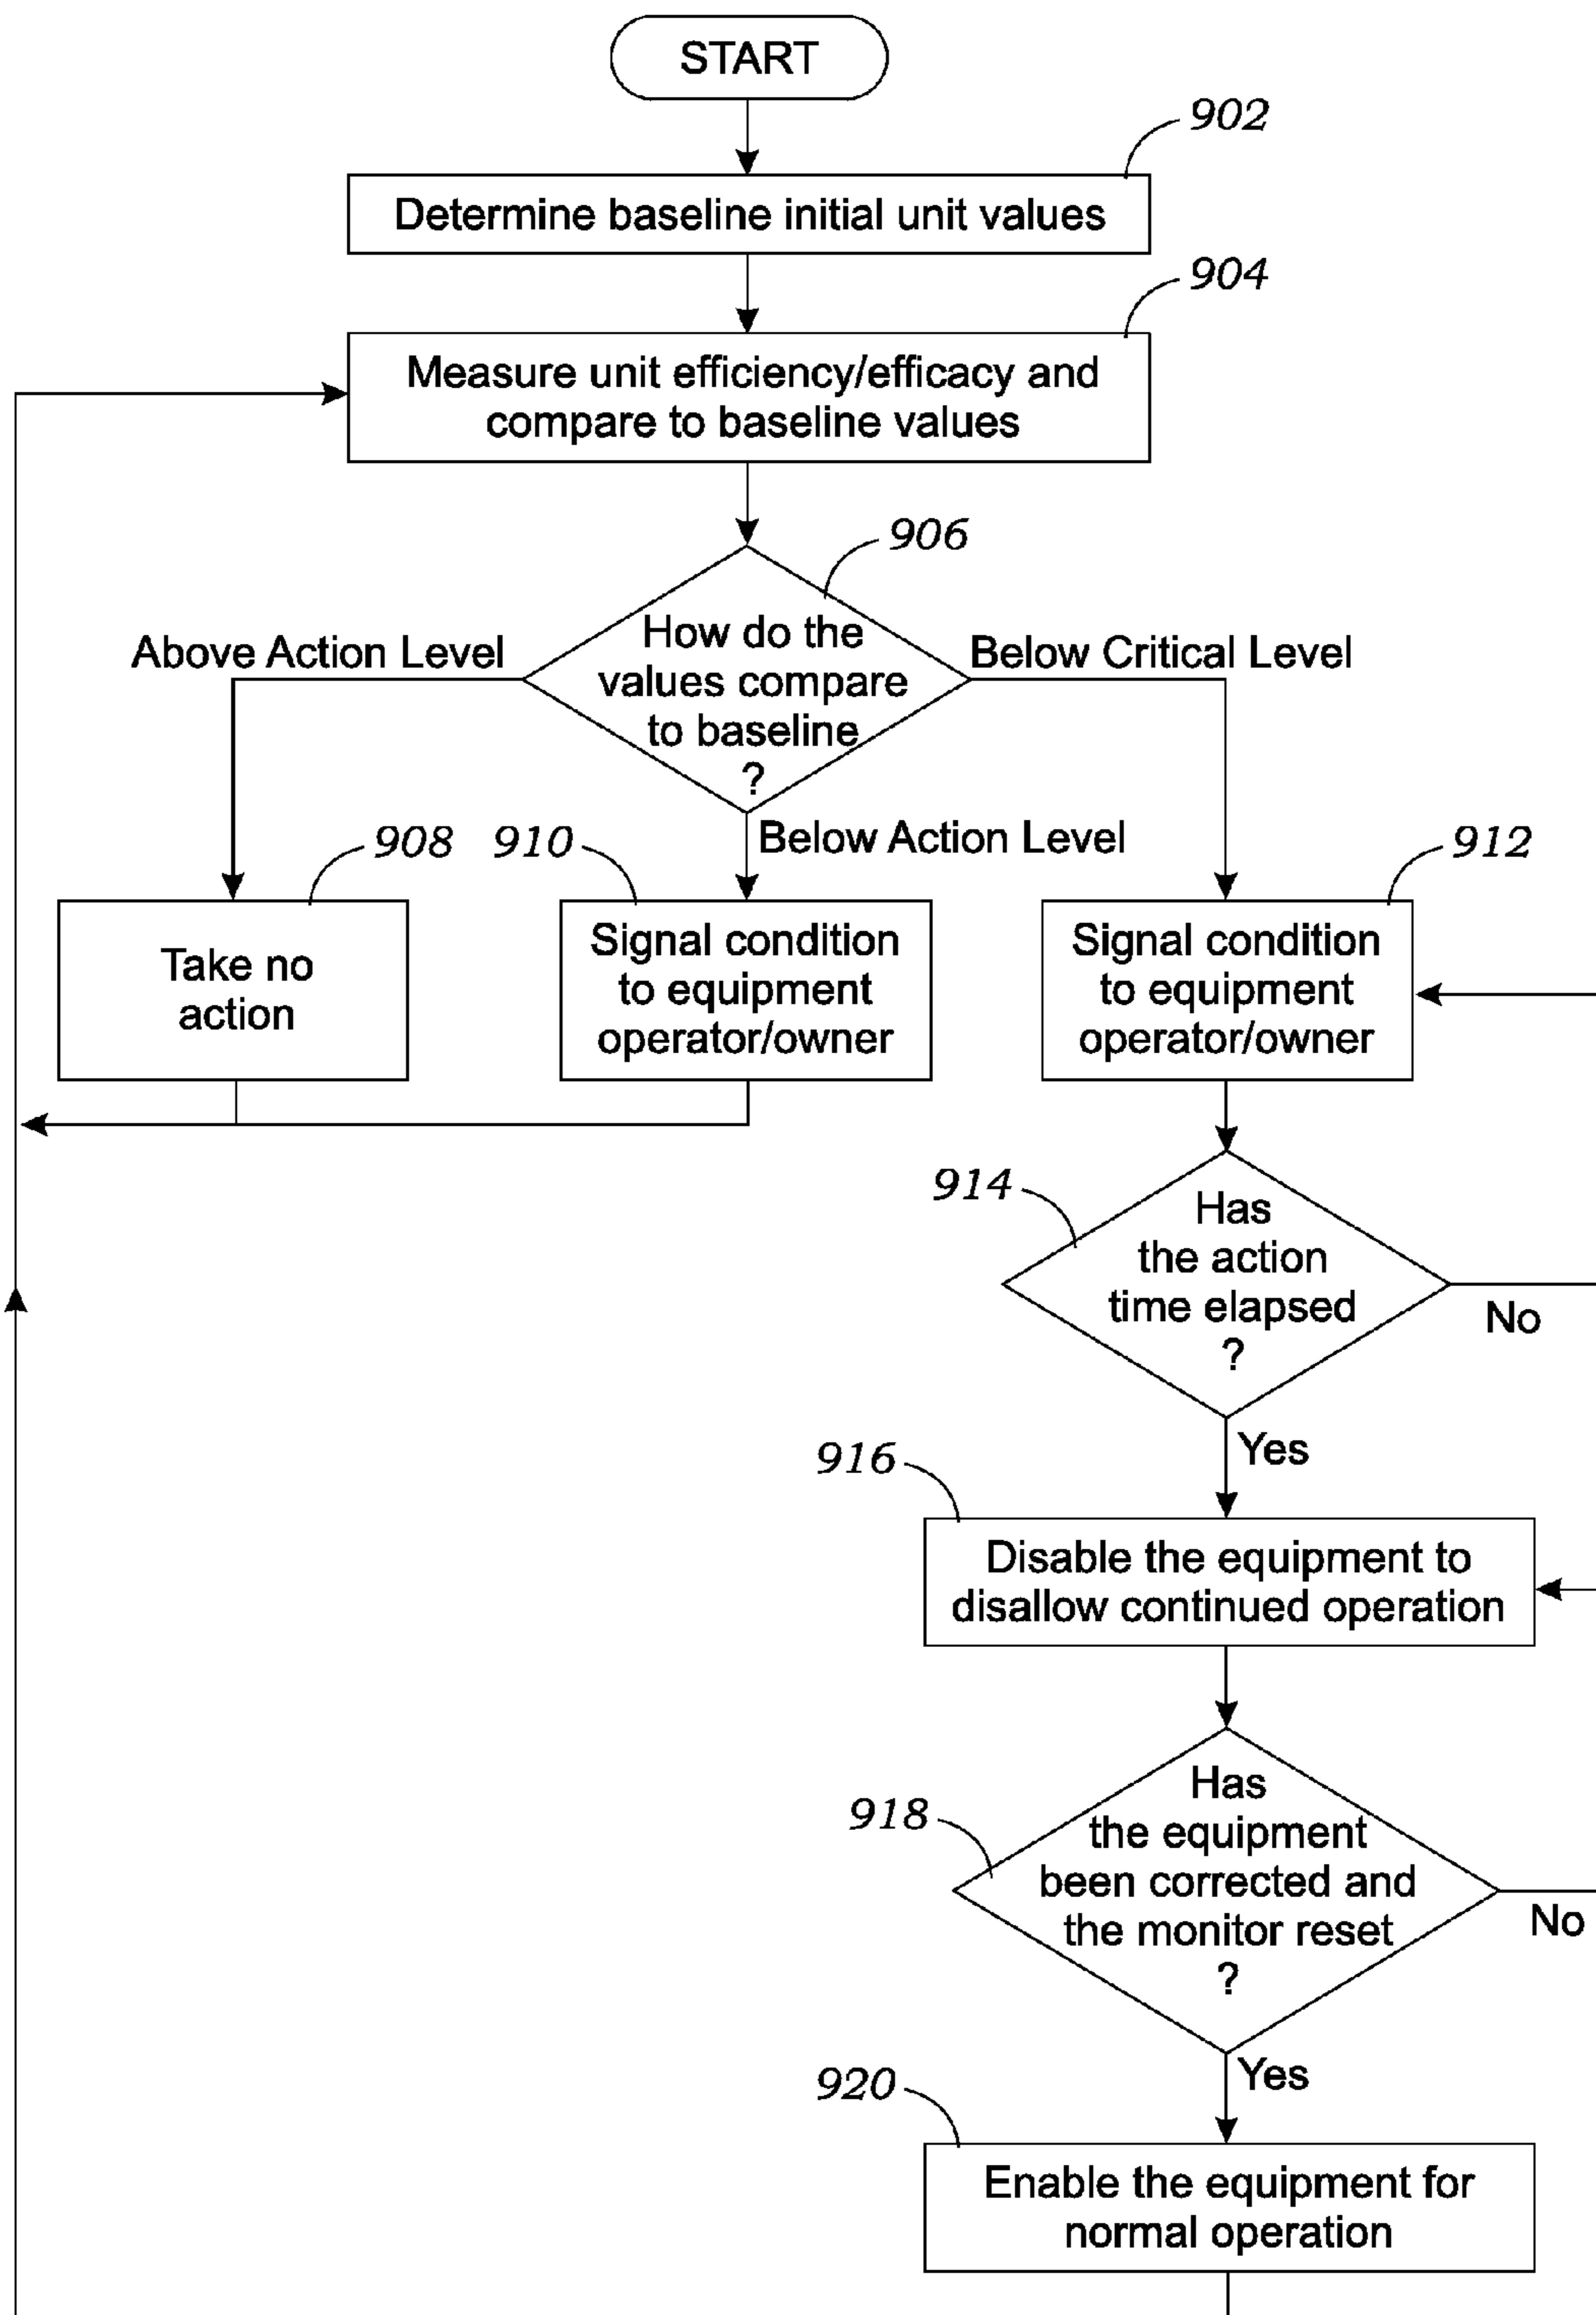 START
902
Determine baseline initial unit values
904
Measure unit efficiency/efficacy and
compare to baseline values
906
How do the
values compare
to baseline
?
Above Action Level
Below Critical Level
Below Action Level
908
Take no
action
910
Signal condition
to equipment
operator/owner
912
Signal condition
to equipment
operator/owner
914
Has
the action
time elapsed
?
No
Yes
916
Disable the equipment to
disallow continued operation
918
Has
the equipment
been corrected and
the monitor reset
?
No
Yes
920
Enable the equipment for
normal operation